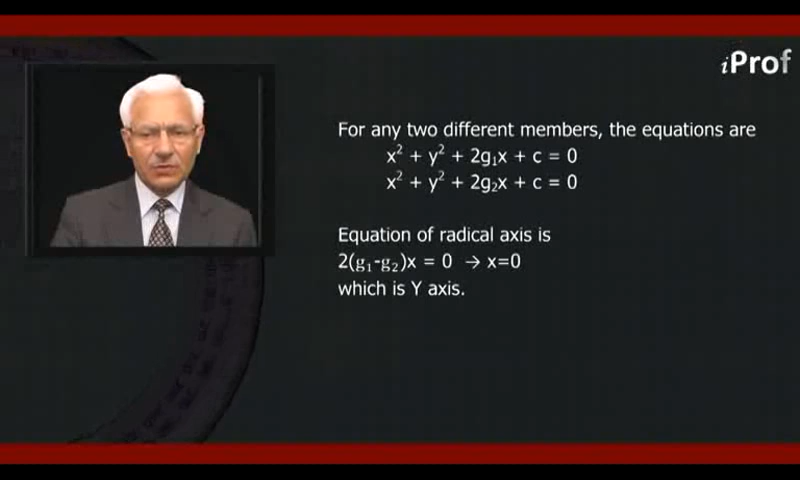 iProf
For any two different members, the equations are
x² + y² + 2g₁x + c = 0
x² + y² + 2g₂x + c = 0
Equation of radical axis is
2(g₁-g₂)x = 0 → x=0
which is Y axis.